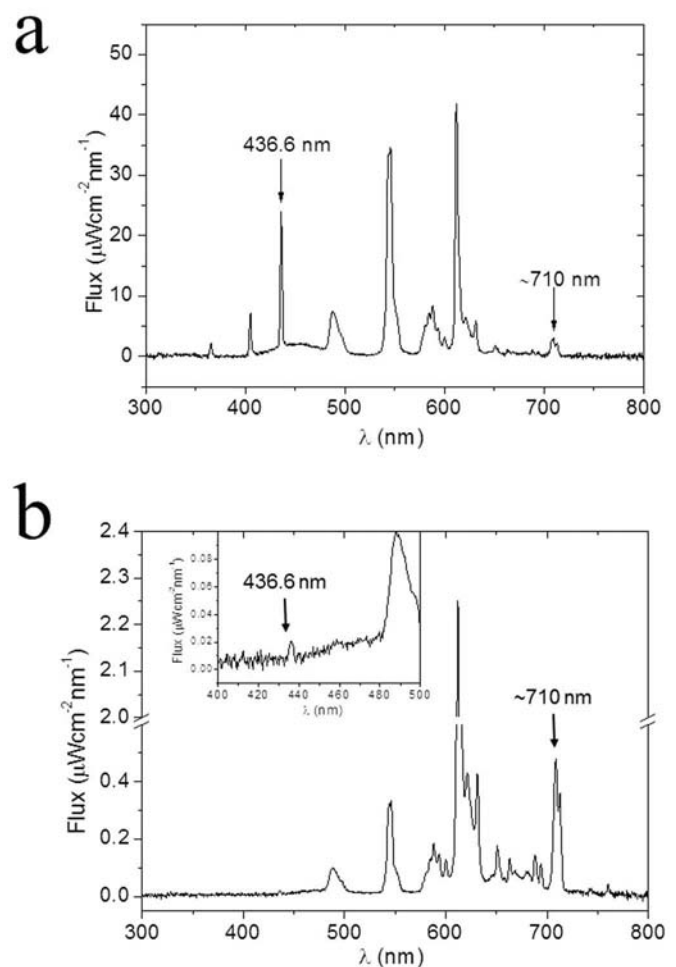 a
50
40
30
20
10
0
Flux (μWcm⁻²nm⁻¹)
436.6 nm
~710 nm
300 400 500 600 700 800
λ (nm)
b
2.4
2.3
2.2
2.1
2.0
0.4
0.2
0.0
Flux (μWcm⁻²nm⁻¹)
0.08
0.06
0.04
0.02
0.00
Flux (μWcm⁻²nm⁻¹)
436.6 nm
400 420 440 460 480 500
λ (nm)
~710 nm
300 400 500 600 700 800
λ (nm)